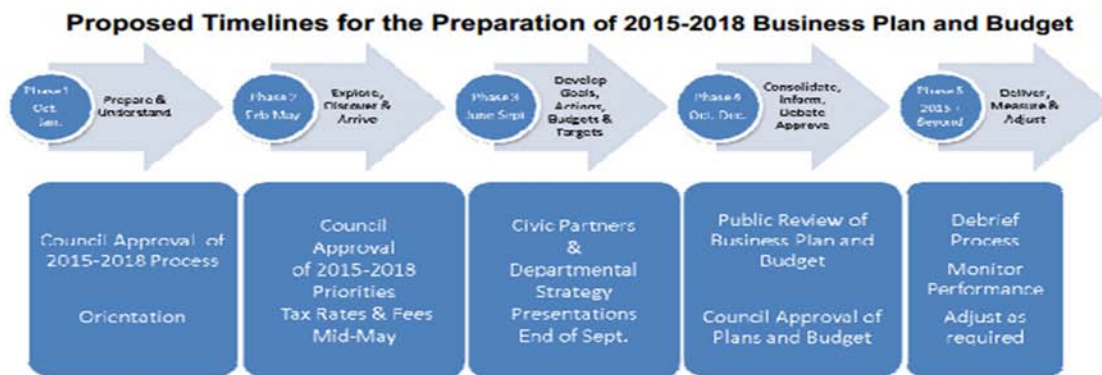 Proposed Timelines for the Preparation of 2015-2018 Business Plan and Budget
Phase 1
Oct.
Jan.
Prepare &
Understand
Phase 2
Feb May
Explore,
Discover &
Arrive
Phase 3
June Sept
Develop
Goals,
Actions,
Budgets &
Targets
Phase 4
Oct. Dec.
Consolidate,
Inform,
Debate
Approve
Phase 5
2015 +
Beyond
Deliver,
Measure &
Adjust
Council Approval of
2015-2018 Process
Orientation
Council
Approval
of 2015-2018
Priorities
Tax Rates & Fees
Mid-May
Civic Partners
&
Departmental
Strategy
Presentations
End of Sept.
Public Review of
Business Plan and
Budget
Council Approval of
Plans and Budget
Debrief
Process
Monitor
Performance
Adjust as
required